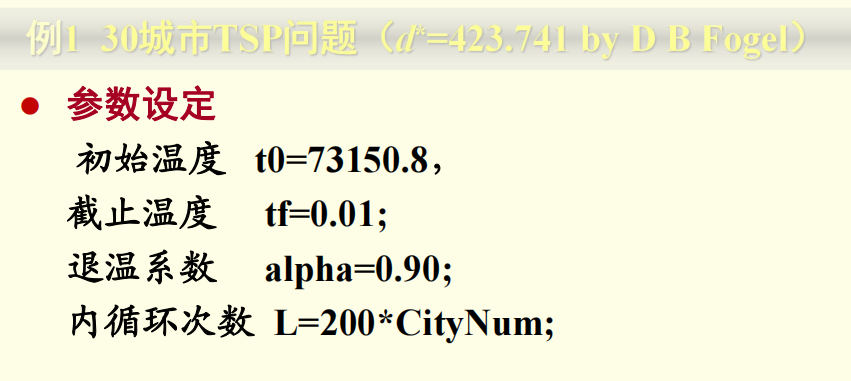 例1 30城市TSP问题（d*=423.741 by D B Fogel）
● 参数设定
初始温度 t0=73150.8，
截止温度 tf=0.01;
退温系数 alpha=0.90;
内循环次数 L=200*CityNum;